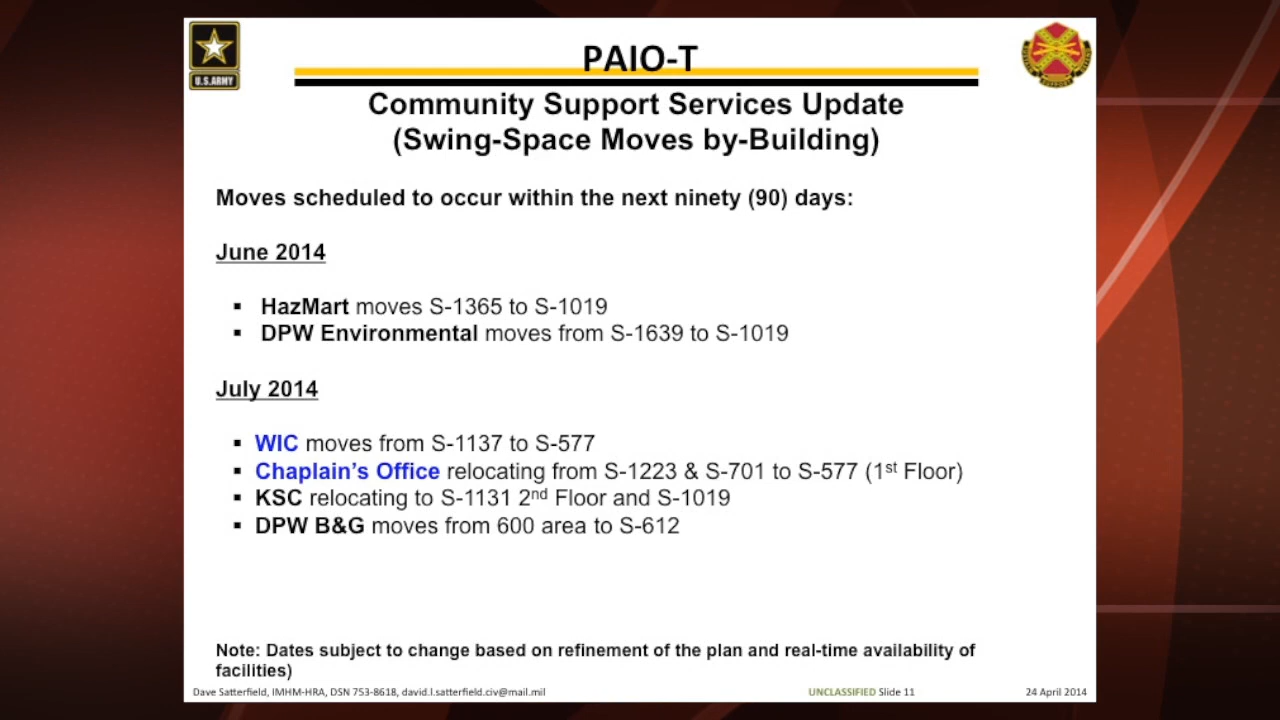 U.S.ARMY
PAIO-T
Community Support Services Update
(Swing-Space Moves by-Building)
Moves scheduled to occur within the next ninety (90) days:
June 2014
▪ HazMart moves S-1365 to S-1019
▪ DPW Environmental moves from S-1639 to S-1019
July 2014
▪ WIC moves from S-1137 to S-577
▪ Chaplain’s Office relocating from S-1223 & S-701 to S-577 (1st Floor)
▪ KSC relocating to S-1131 2nd Floor and S-1019
▪ DPW B&G moves from 600 area to S-612
Note: Dates subject to change based on refinement of the plan and real-time availability of
facilities)
Dave Satterfield, IMHM-HRA, DSN 753-8618, david.l.satterfield.civ@mail.mil UNCLASSIFIED Slide 11 24 April 2014